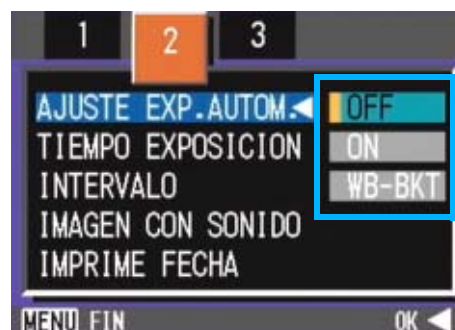 1 2 3
AJUSTE EXP.AUTOM.◀ OFF
TIEMPO EXPOSICION ON
INTERVALO WB-BKT
IMAGEN CON SONIDO
IMPRIME FECHA
MENU FIN OK ◀